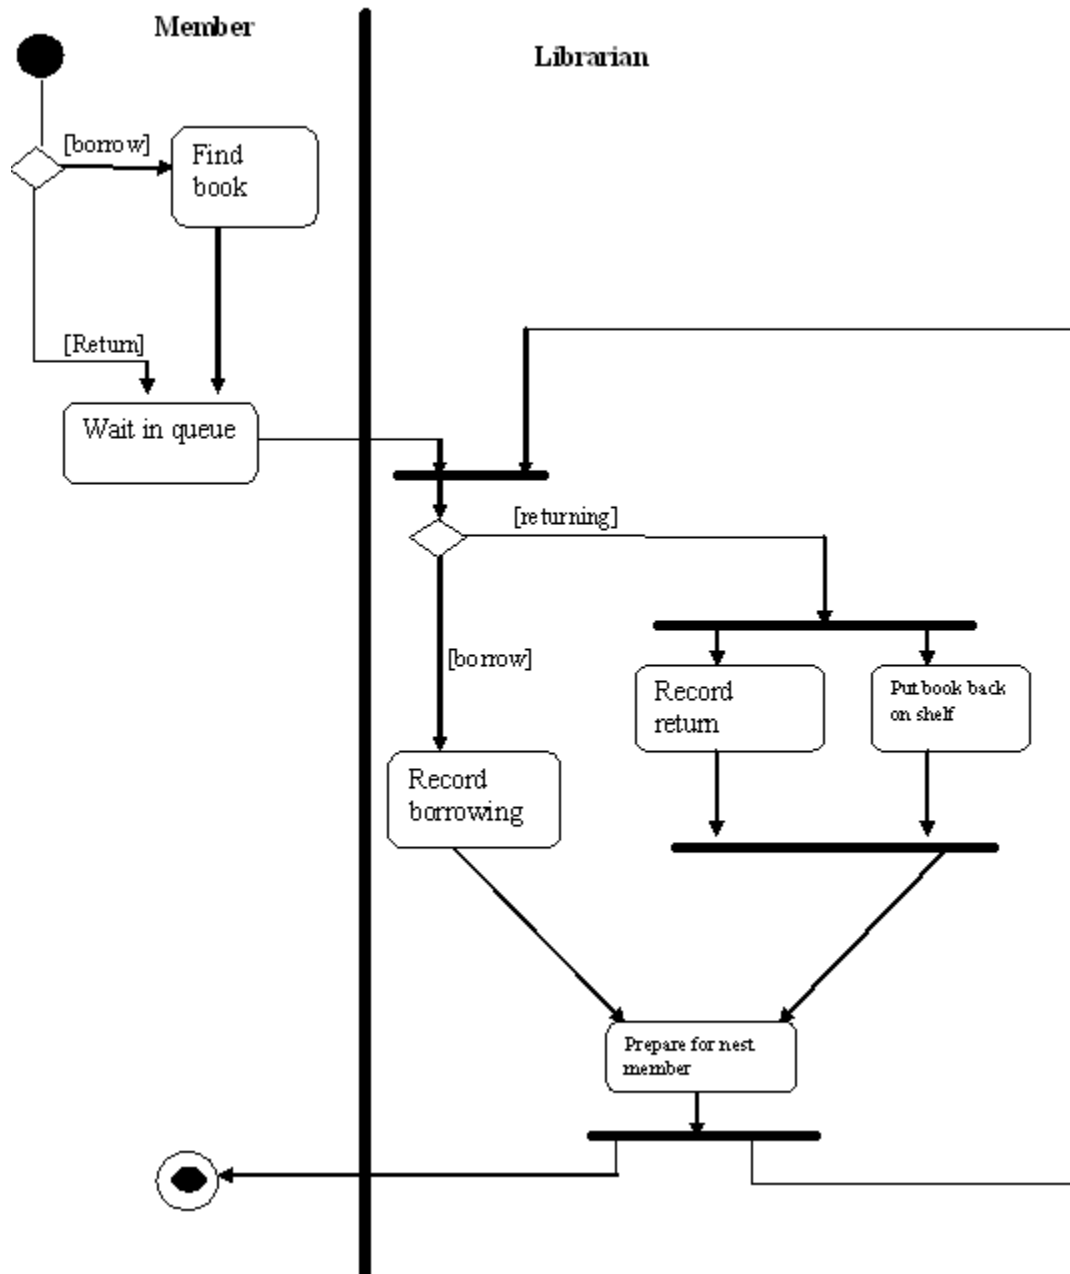 Member
Librarian
[borrow]
Find
book
[Return]
Wait in queue
[returning]
[borrow]
Record
return
Put book back
on shelf
Record
borrowing
Prepare for nest
member